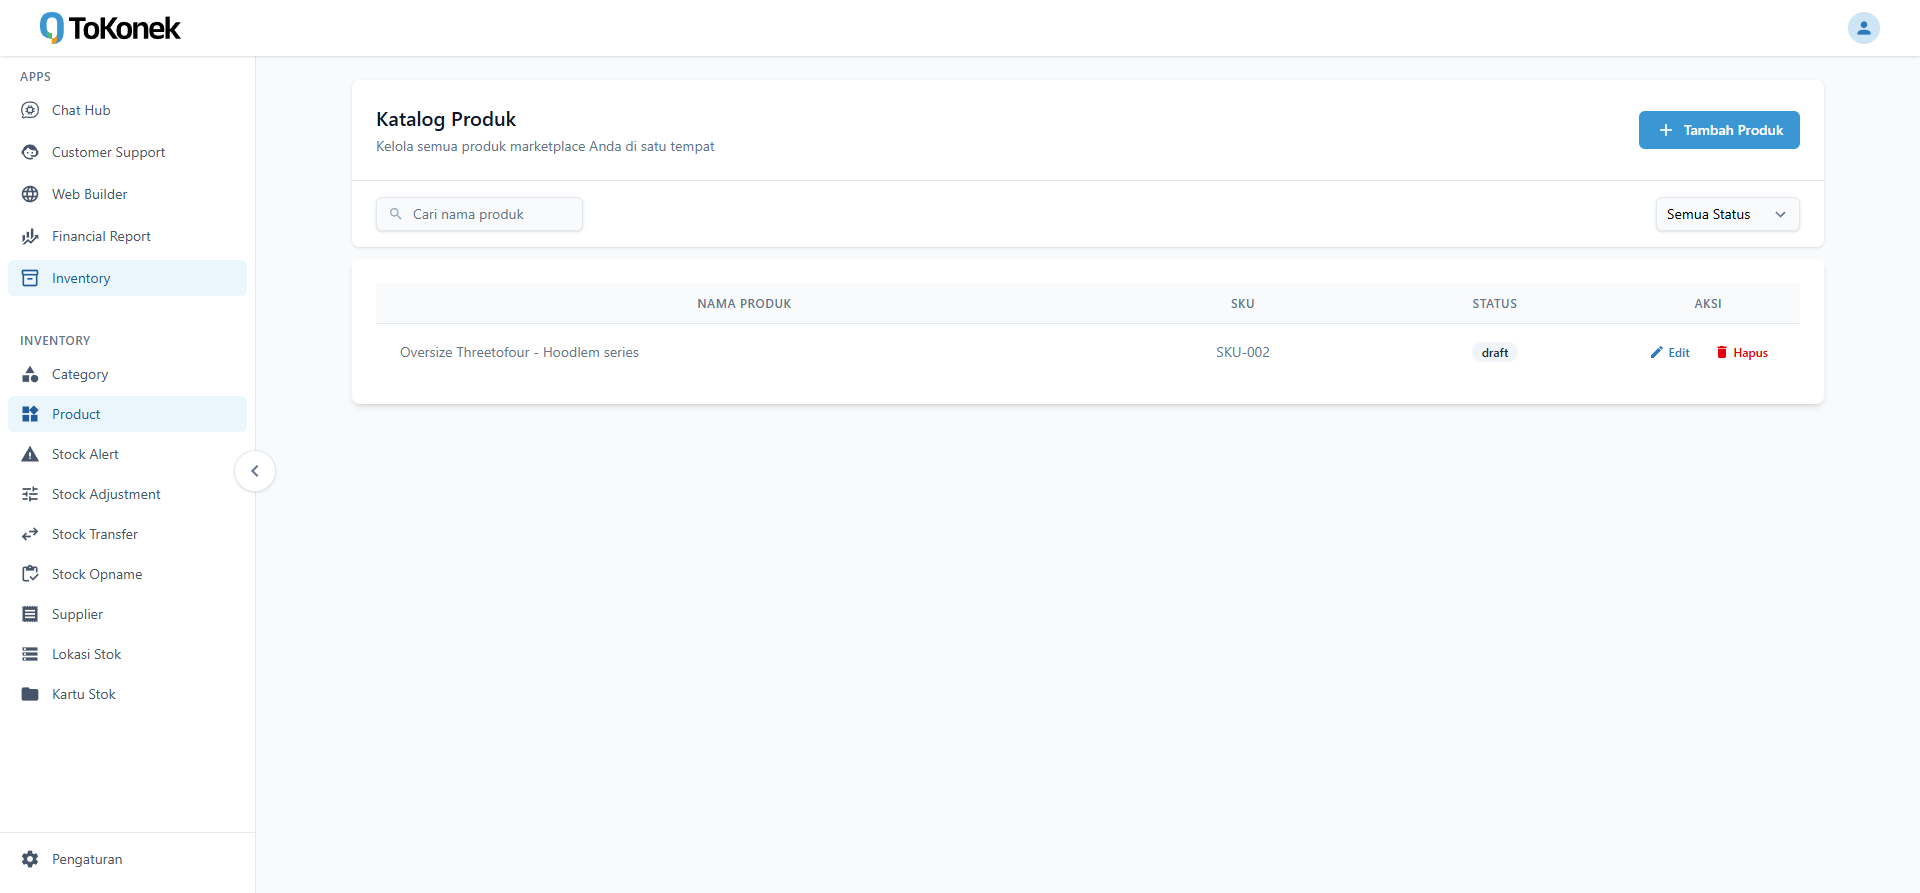 ToKonek
APPS
Chat Hub
Customer Support
Web Builder
Financial Report
Inventory
INVENTORY
Category
Product
Stock Alert
Stock Adjustment
Stock Transfer
Stock Opname
Supplier
Lokasi Stok
Kartu Stok
Pengaturan
Katalog Produk
Kelola semua produk marketplace Anda di satu tempat
Tambah Produk
Cari nama produk
Semua Status
NAMA PRODUK SKU STATUS AKSI
Oversize Threetofour - Hoodlem series SKU-002 draft Edit Hapus